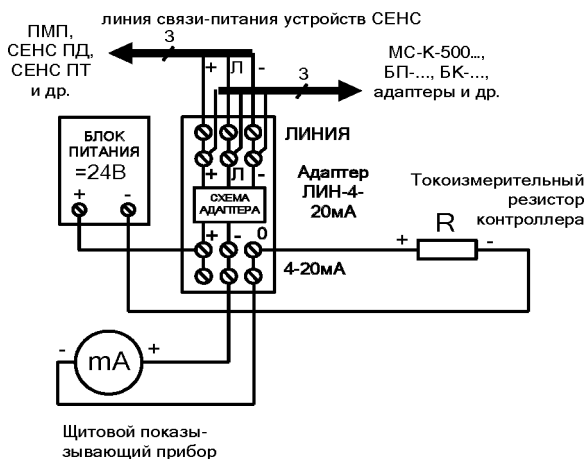 линия связи-питания устройств СЕНС
ПМП,
СЕНС ПД,
СЕНС ПТ
и др.
3
+ Л -
3
МС-К-500...,
БП-..., БК-...,
адаптеры и др.
БЛОК
ПИТАНИЯ
=24В
+ -
ЛИНИЯ
+ Л -
СХЕМА
АДАПТЕРА
Адаптер
ЛИН-4-
20мА
+ - 0
4-20мА
Токоизмерительный
резистор
контроллера
+ R -
- mA +
Щитовой показы-
зывающий прибор